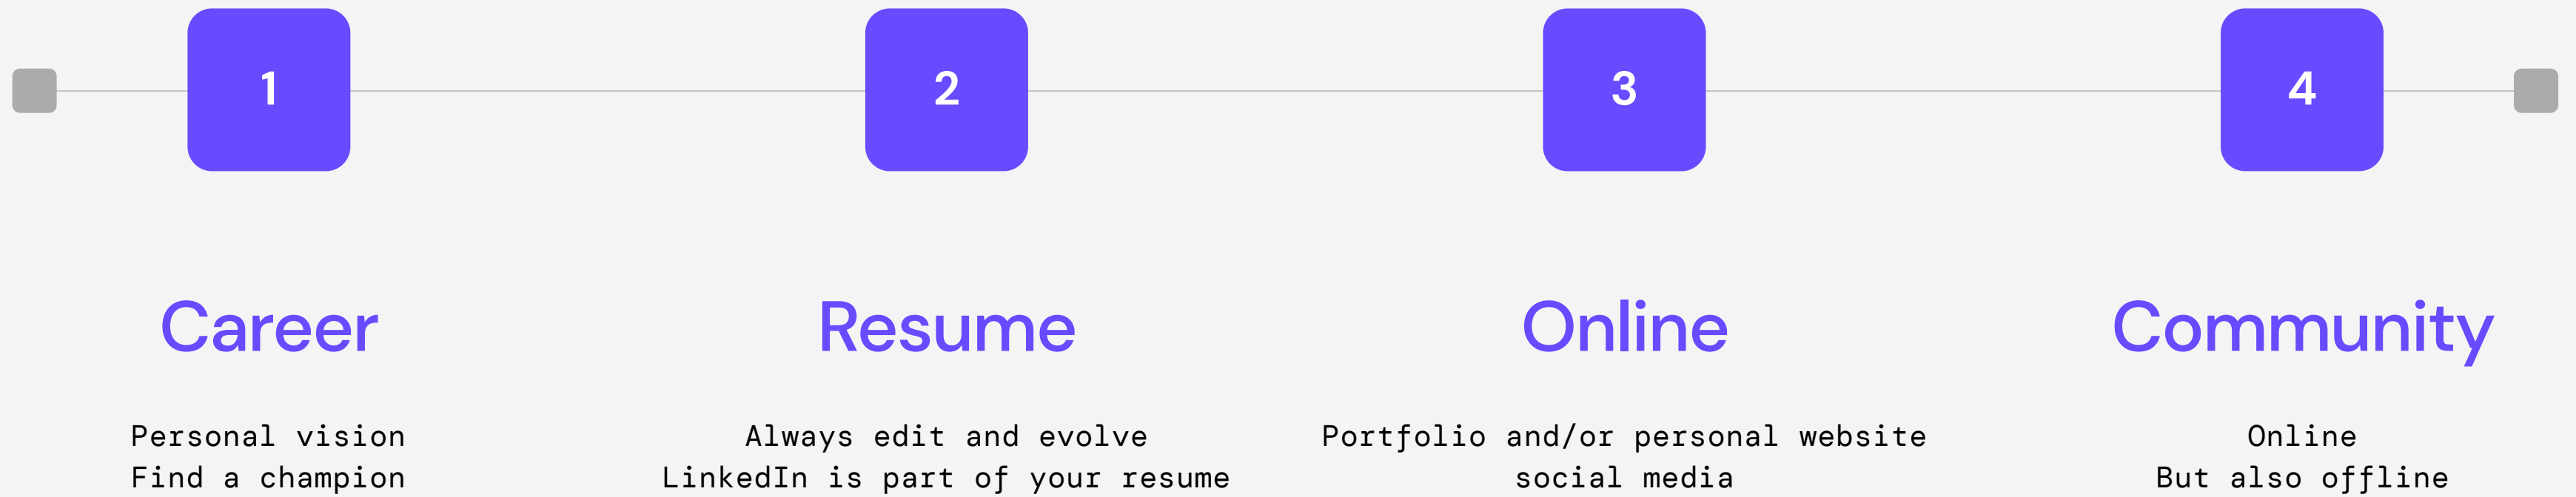 1
2
3
4
Career
Personal vision
Find a champion
Resume
Always edit and evolve
LinkedIn is part of your resume
Online
Portfolio and/or personal website
social media
Community
Online
But also offline